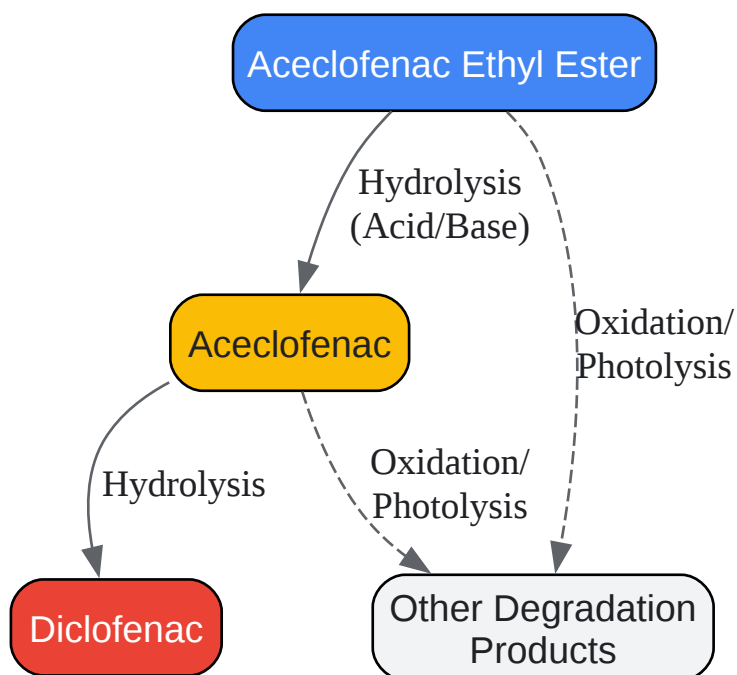 Aceclofenac Ethyl Ester
Hydrolysis
(Acid/Base)
Oxidation/
Photolysis
Aceclofenac
Hydrolysis
Oxidation/
Photolysis
Diclofenac
Other Degradation
Products